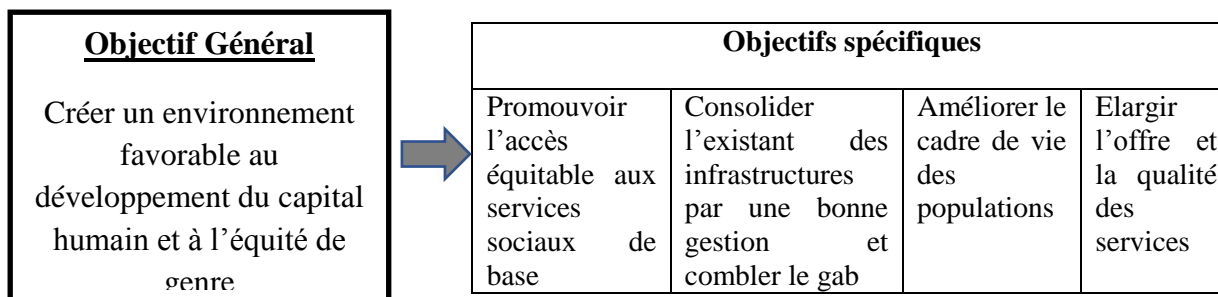 Objectif Général
Créer un environnement
favorable au
développement du capital
humain et à l’équité de
genre
Objectifs spécifiques
Promouvoir
l’accès
équitable aux
services
sociaux de
base
Consolider
l’existant des
infrastructures
par une bonne
gestion et
combler le gab
Améliorer le
cadre de vie
des
populations
Elargir
l’offre et
la qualité
des
services